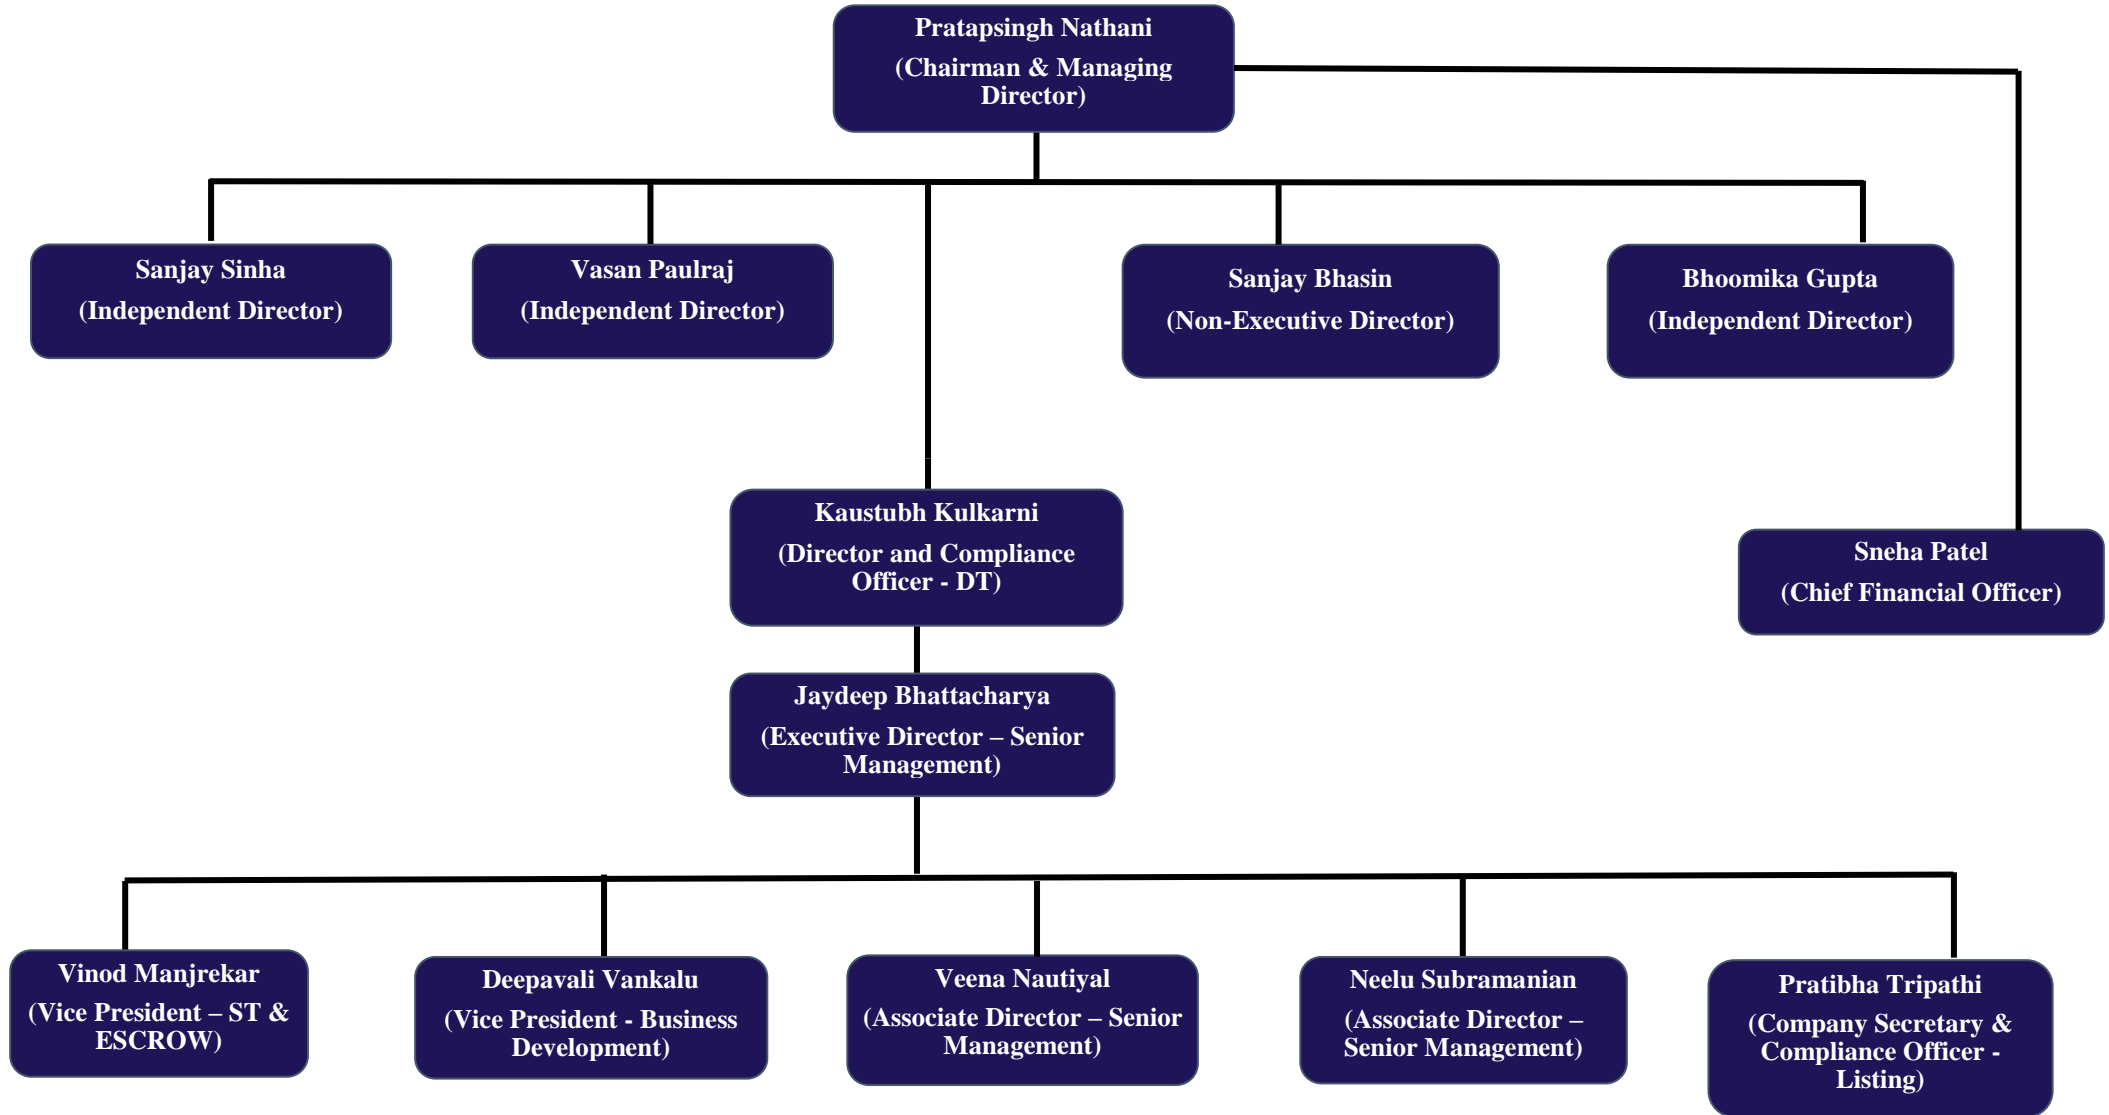 Pratapsingh Nathani
(Chairman & Managing
Director)
Sanjay Sinha
(Independent Director)
Vasan Paulraj
(Independent Director)
Sanjay Bhasin
(Non-Executive Director)
Bhoomika Gupta
(Independent Director)
Kaustubh Kulkarni
(Director and Compliance
Officer - DT)
Sneha Patel
(Chief Financial Officer)
Jaydeep Bhattacharya
(Executive Director – Senior
Management)
Vinod Manjrekar
(Vice President – ST &
ESCROW)
Deepavali Vankalu
(Vice President - Business
Development)
Veena Nautiyal
(Associate Director – Senior
Management)
Neelu Subramanian
(Associate Director –
Senior Management)
Pratibha Tripathi
(Company Secretary &
Compliance Officer -
Listing)